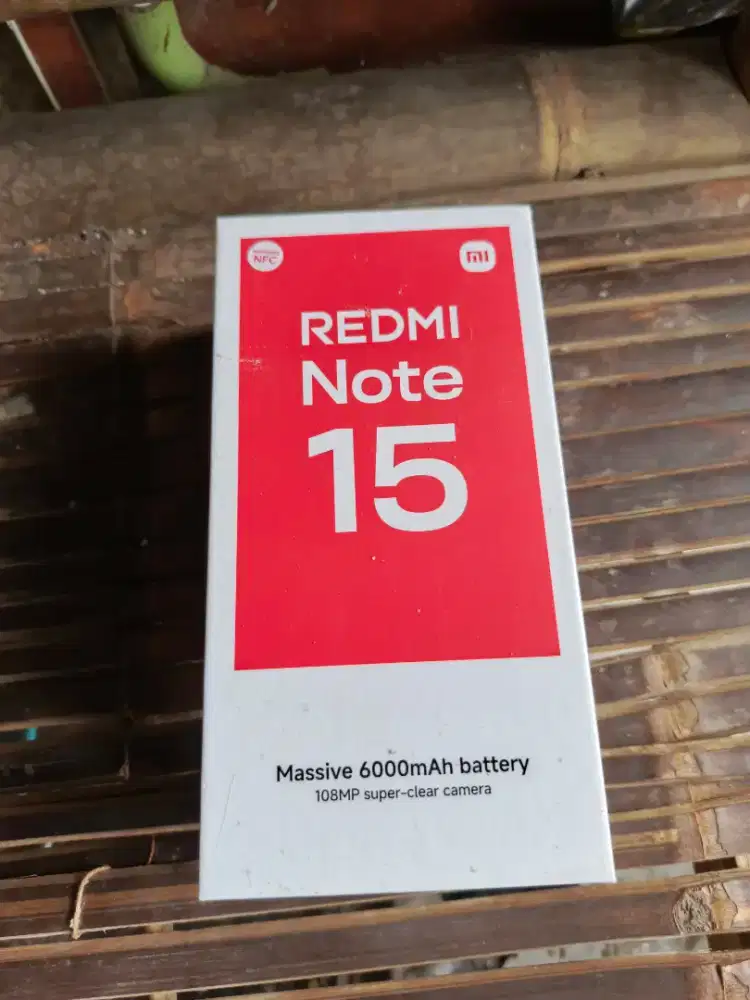 NFC
mi
REDMI
Note
15
Massive 6000mAh battery
108MP super-clear camera